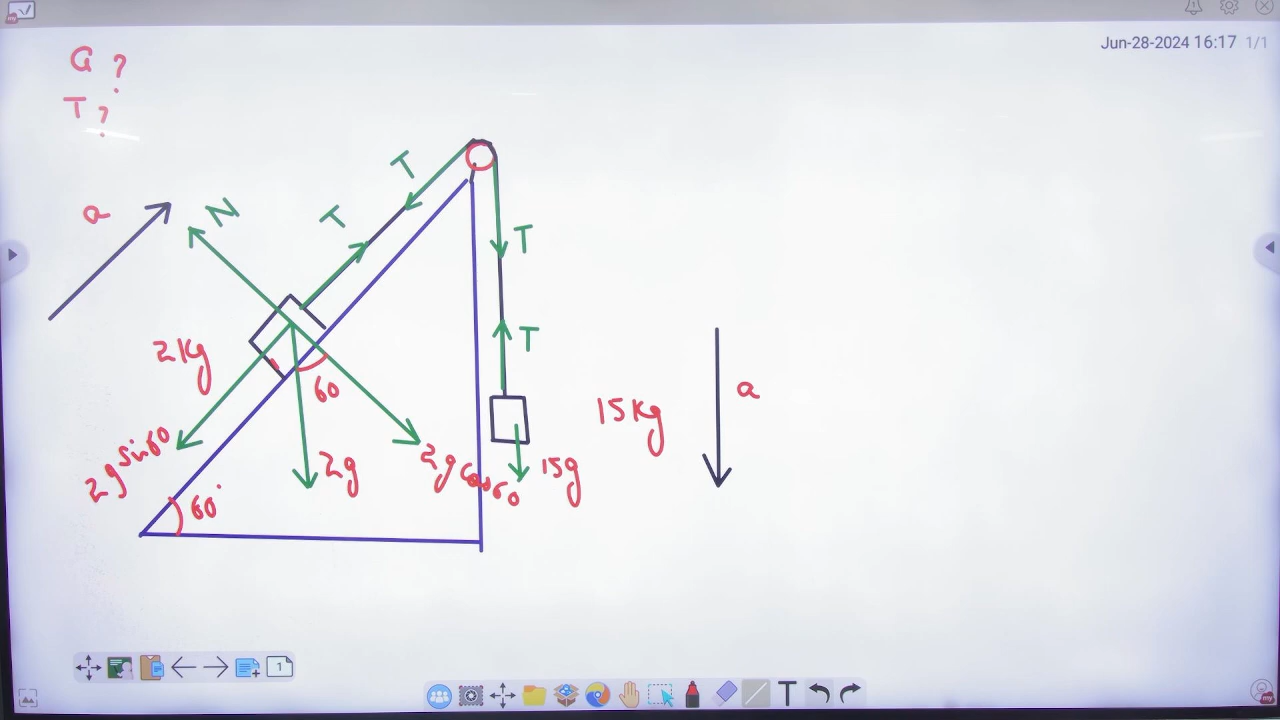 Jun-28-2024 16:17 1/1
a ?
T ?
T
a
N
T
T
T
2kg
60
a
15kg
2g sin60
2g
2g cos60
15g
60°
1
T